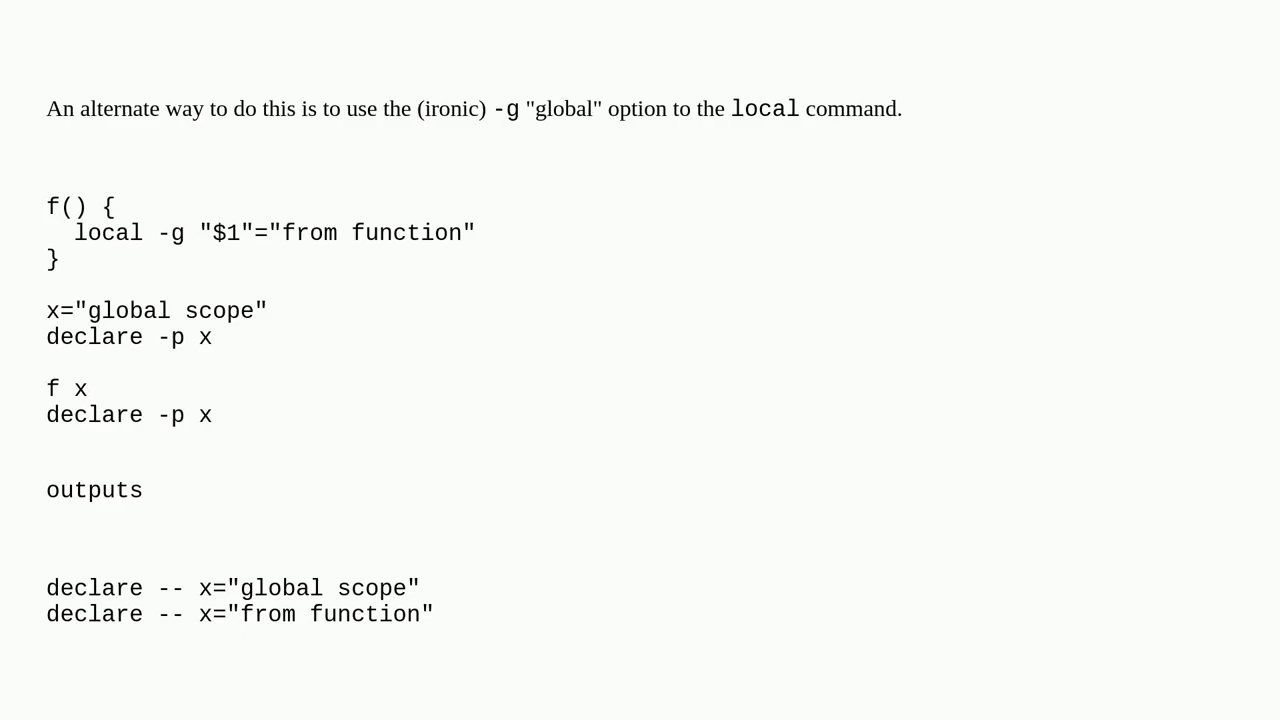 An alternate way to do this is to use the (ironic) -g "global" option to the local command.
f() {
  local -g "$1"="from function"
}
x="global scope"
declare -p x
f x
declare -p x
outputs
declare -- x="global scope"
declare -- x="from function"